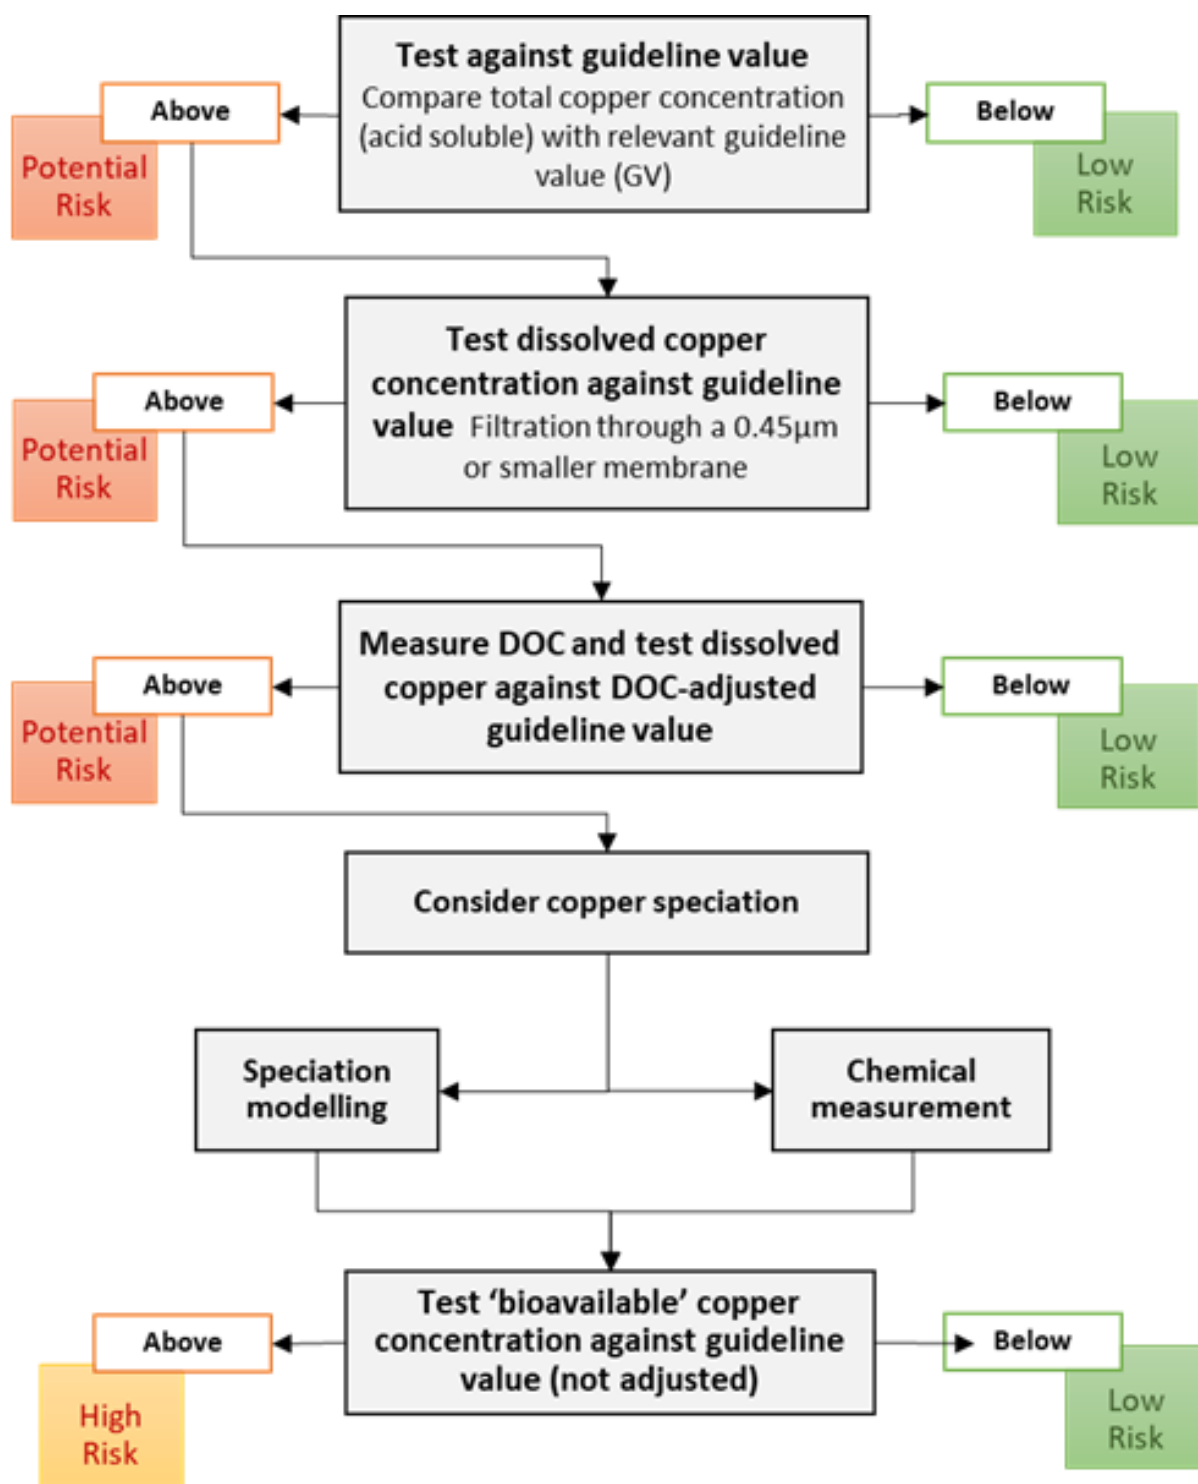 Test against guideline value
Compare total copper concentration
(acid soluble) with relevant guideline
value (GV)
Above
Potential
Risk
Below
Low
Risk
Test dissolved copper
concentration against guideline
value Filtration through a 0.45µm
or smaller membrane
Above
Potential
Risk
Below
Low
Risk
Measure DOC and test dissolved
copper against DOC-adjusted
guideline value
Above
Potential
Risk
Below
Low
Risk
Consider copper speciation
Speciation
modelling
Chemical
measurement
Test ‘bioavailable’ copper
concentration against guideline
value (not adjusted)
Above
High
Risk
Below
Low
Risk